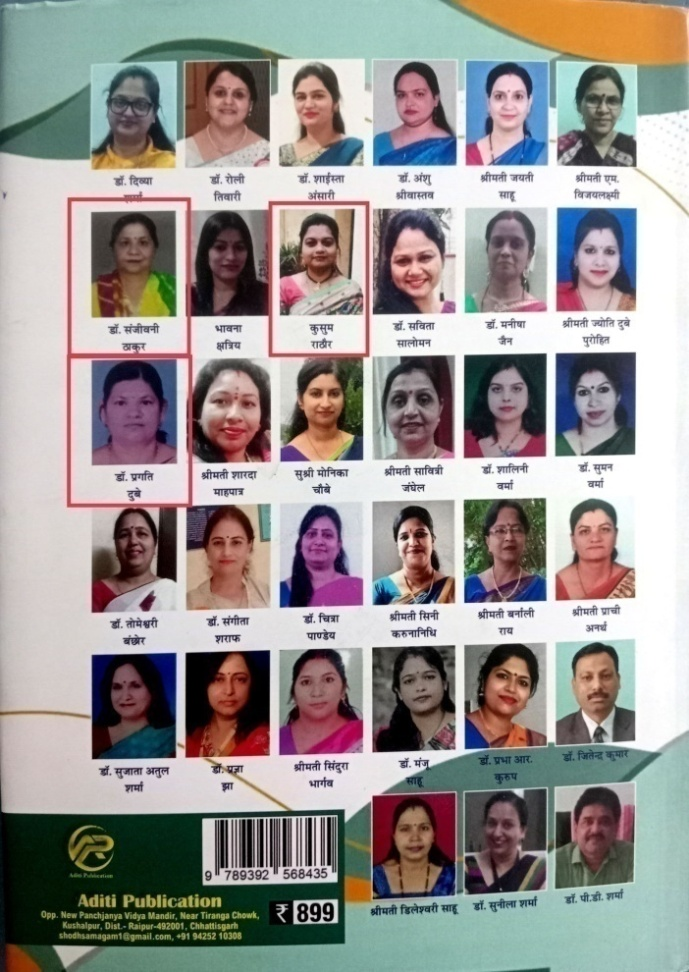 डॉ. दिव्या
शर्मा
डॉ. रोली
तिवारी
डॉ. शाईस्ता
अंसारी
डॉ. अंशु
श्रीवास्तव
श्रीमती जयती
साहू
श्रीमती एम.
विजयलक्ष्मी
डॉ. संजीवनी
ठाकुर
भावना
क्षत्रिय
कुसुम
राठौर
डॉ. सविता
सालोमन
डॉ. मनीषा
जैन
श्रीमती ज्योति दुबे
पुरोहित
डॉ. प्रगति
दुबे
श्रीमती शारदा
माहपात्र
सुश्री मोनिका
चौबे
श्रीमती सावित्री
जंघेल
डॉ. शालिनी
वर्मा
डॉ. सुमन
वर्मा
डॉ. तोमेश्वरी
बंछोर
डॉ. संगीता
शराफ
डॉ. चित्रा
पाण्डेय
श्रीमती सिनी
करुनानिधि
श्रीमती बर्नाली
राय
श्रीमती प्राची
अनर्थ
डॉ. सुजाता अतुल
शर्मा
डॉ. प्रज्ञा
झा
श्रीमती सिंदुरा
भार्गव
डॉ. मंजु
साहू
डॉ. प्रभा आर.
कुरुप
डॉ. जितेन्द्र कुमार
श्रीमती डिलेश्वरी साहू
डॉ. सुनीला शर्मा
डॉ. पी.डी. शर्मा
Aditi Publication
Aditi Publication
Opp. New Panchjanya Vidya Mandir, Near Tiranga Chowk,
Kushalpur, Dist.- Raipur-492001, Chhattisgarh
shodhsamagam1@gmail.com, +91 94252 10308
9 789392 568435
₹ 899